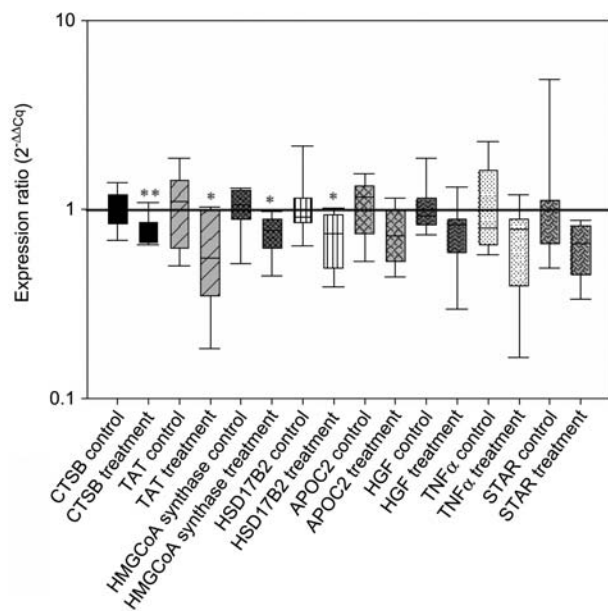 10
1
0.1
Expression ratio (2^-ΔΔCq)
**
*
*
*
CTSB control
CTSB treatment
TAT control
TAT treatment
HMGCoA synthase control
HMGCoA synthase treatment
HSD17B2 control
HSD17B2 treatment
APOC2 control
APOC2 treatment
HGF control
HGF treatment
TNFα control
TNFα treatment
STAR control
STAR treatment